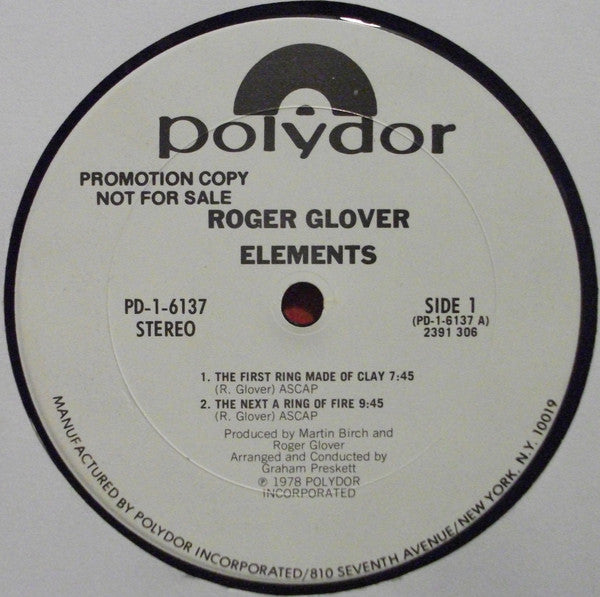 polydor
PROMOTION COPY
NOT FOR SALE
ROGER GLOVER
ELEMENTS
PD-1-6137
STEREO
SIDE 1
(PD-1-6137 A)
2391 306
1. THE FIRST RING MADE OF CLAY 7:45
(R. Glover) ASCAP
2. THE NEXT A RING OF FIRE 9:45
(R. Glover) ASCAP
Produced by Martin Birch and
Roger Glover
Arranged and Conducted by
Graham Preskett
℗ 1978 POLYDOR
INCORPORATED
MANUFACTURED BY POLYDOR INCORPORATED/810 SEVENTH AVENUE/NEW YORK, N.Y. 10019